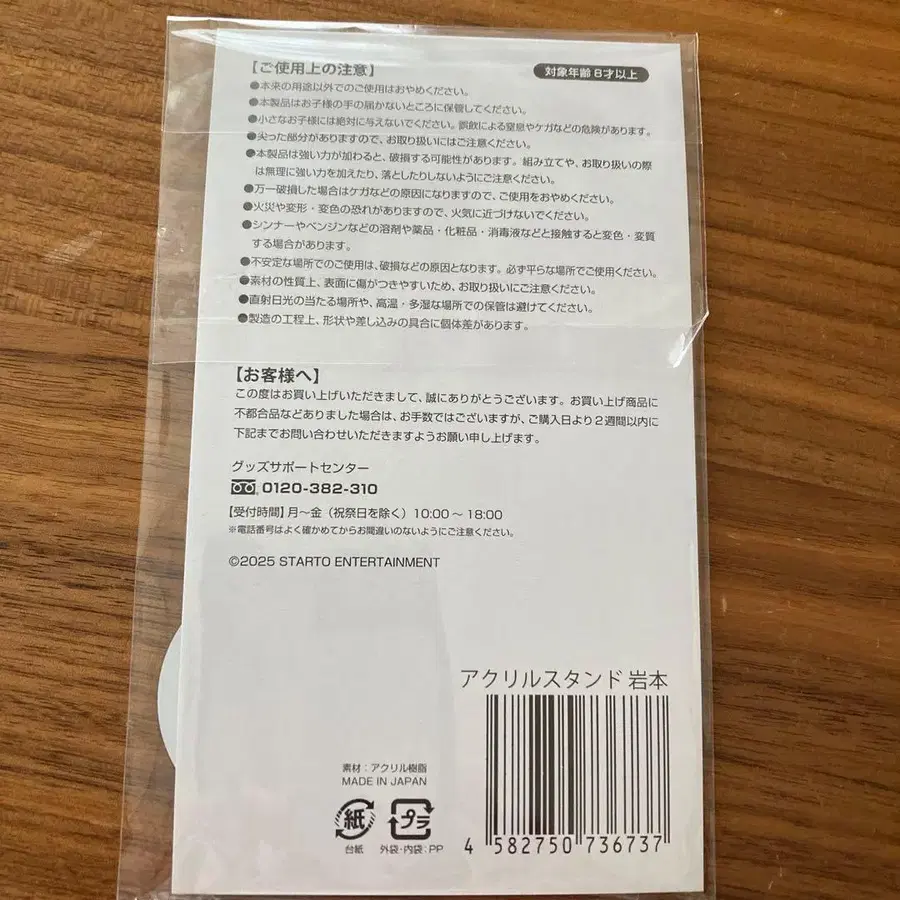 【ご使用上の注意】
対象年齢 8才以上
●本来の用途以外でのご使用はおやめください。
●本製品はお子様の手の届かないところに保管してください。
●小さなお子様には絶対に与えないでください。誤飲による窒息やケガなどの危険があります。
●尖った部分がありますので、お取り扱いにはご注意ください。
●本製品は強い力が加わると、破損する可能性があります。組み立てや、お取り扱いの際
は無理に強い力を加えたり、落としたりしないようにご注意ください。
●万一破損した場合はケガなどの原因になりますので、ご使用をおやめください。
●火災や変形・変色の恐れがありますので、火気に近づけないでください。
●シンナーやベンジンなどの溶剤や薬品・化粧品・消毒液などと接触すると変色・変質
する場合があります。
●不安定な場所でのご使用は、破損などの原因となります。必ず平らな場所でご使用ください。
●素材の性質上、表面に傷がつきやすいため、お取り扱いにご注意ください。
●直射日光の当たる場所や、高温・多湿な場所での保管は避けてください。
●製造の工程上、形状や差し込みの具合に個体差があります。
【お客様へ】
この度はお買い上げいただきまして、誠にありがとうございます。お買い上げ商品に
不都合品などありました場合は、お手数ではございますが、ご購入日より2週間以内に
下記までお問い合わせいただきますようお願い申し上げます。
グッズサポートセンター
0120-382-310
【受付時間】月～金（祝祭日を除く）10:00～18:00
※電話番号はよく確かめてからお間違いのないようにご注意ください。
©2025 STARTO ENTERTAINMENT
アクリルスタンド 岩本
素材：アクリル樹脂
MADE IN JAPAN
紙
プラ
台紙
外袋・内袋：PP
4 582750 736737